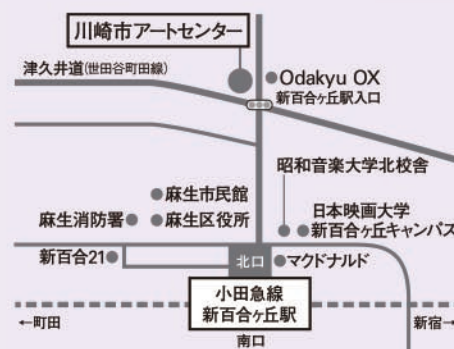 川崎市アートセンター
津久井道(世田谷町田線)
Odakyu OX
新百合ヶ丘駅入口
昭和音楽大学北校舎
麻生市民館
日本映画大学
麻生消防署
麻生区役所
新百合ヶ丘キャンパス
新百合21
北口
マクドナルド
小田急線
新百合ヶ丘駅
←町田
新宿→
南口